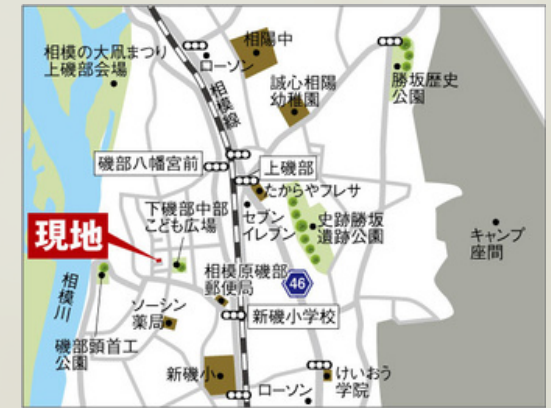 相陽中
相模の大凧まつり
上磯部会場
ローソン
相模線
誠心相陽
幼稚園
勝坂歴史
公園
磯部八幡宮前
上磯部
たからやフレサ
下磯部中部
こども広場
セブン
イレブン
史跡勝坂
遺跡公園
現地
キャンプ
座間
相模川
相模原磯部
郵便局
46
ソーシン
薬局
新磯小学校
磯部頭首工
公園
新磯小
ローソン
けいおう
学院